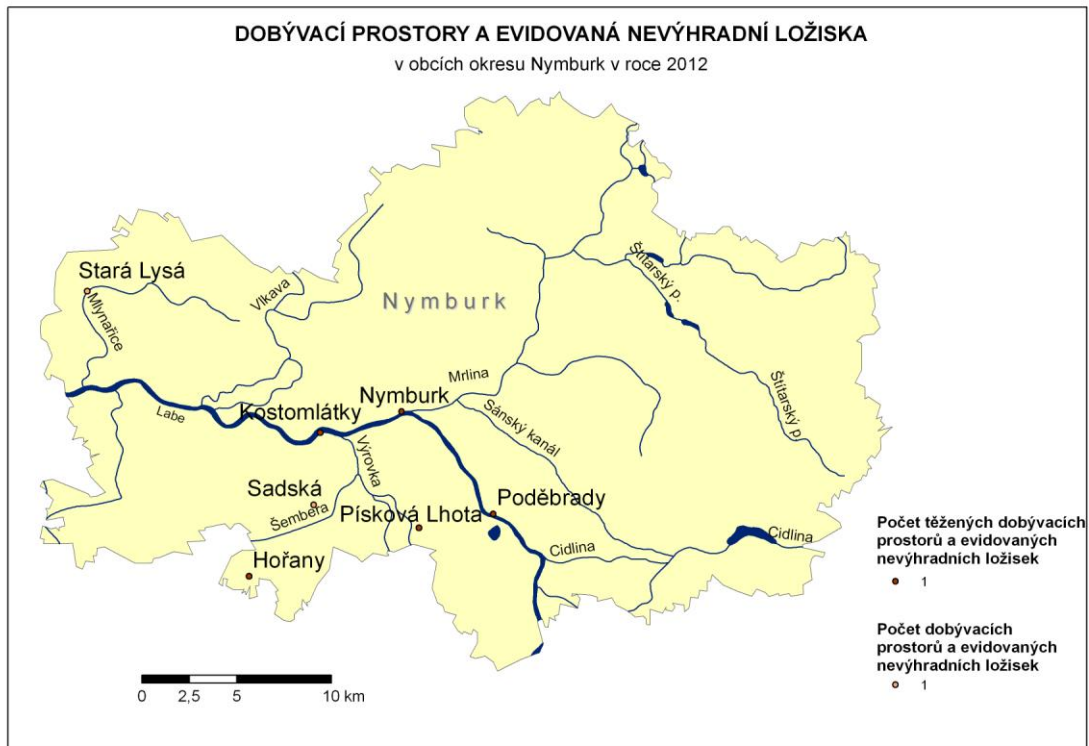 DOBÝVACÍ PROSTORY A EVIDOVANÁ NEVÝHRADNÍ LOŽISKA
v obcích okresu Nymburk v roce 2012
Štítarský p.
Stará Lysá
Vlkava
Nymburk
Mlynařice
Mrlina
Štítarský p.
Nymburk
Labe
Kostomlátky
Sánský kanál
Výrovka
Sadská
Poděbrady
Šembera
Písková Lhota
Cidlina
Cidlina
Hořany
Počet těžených dobývacích
prostorů a evidovaných
nevýhradních ložisek
1
Počet dobývacích
prostorů a evidovaných
nevýhradních ložisek
1
0 2,5 5 10 km